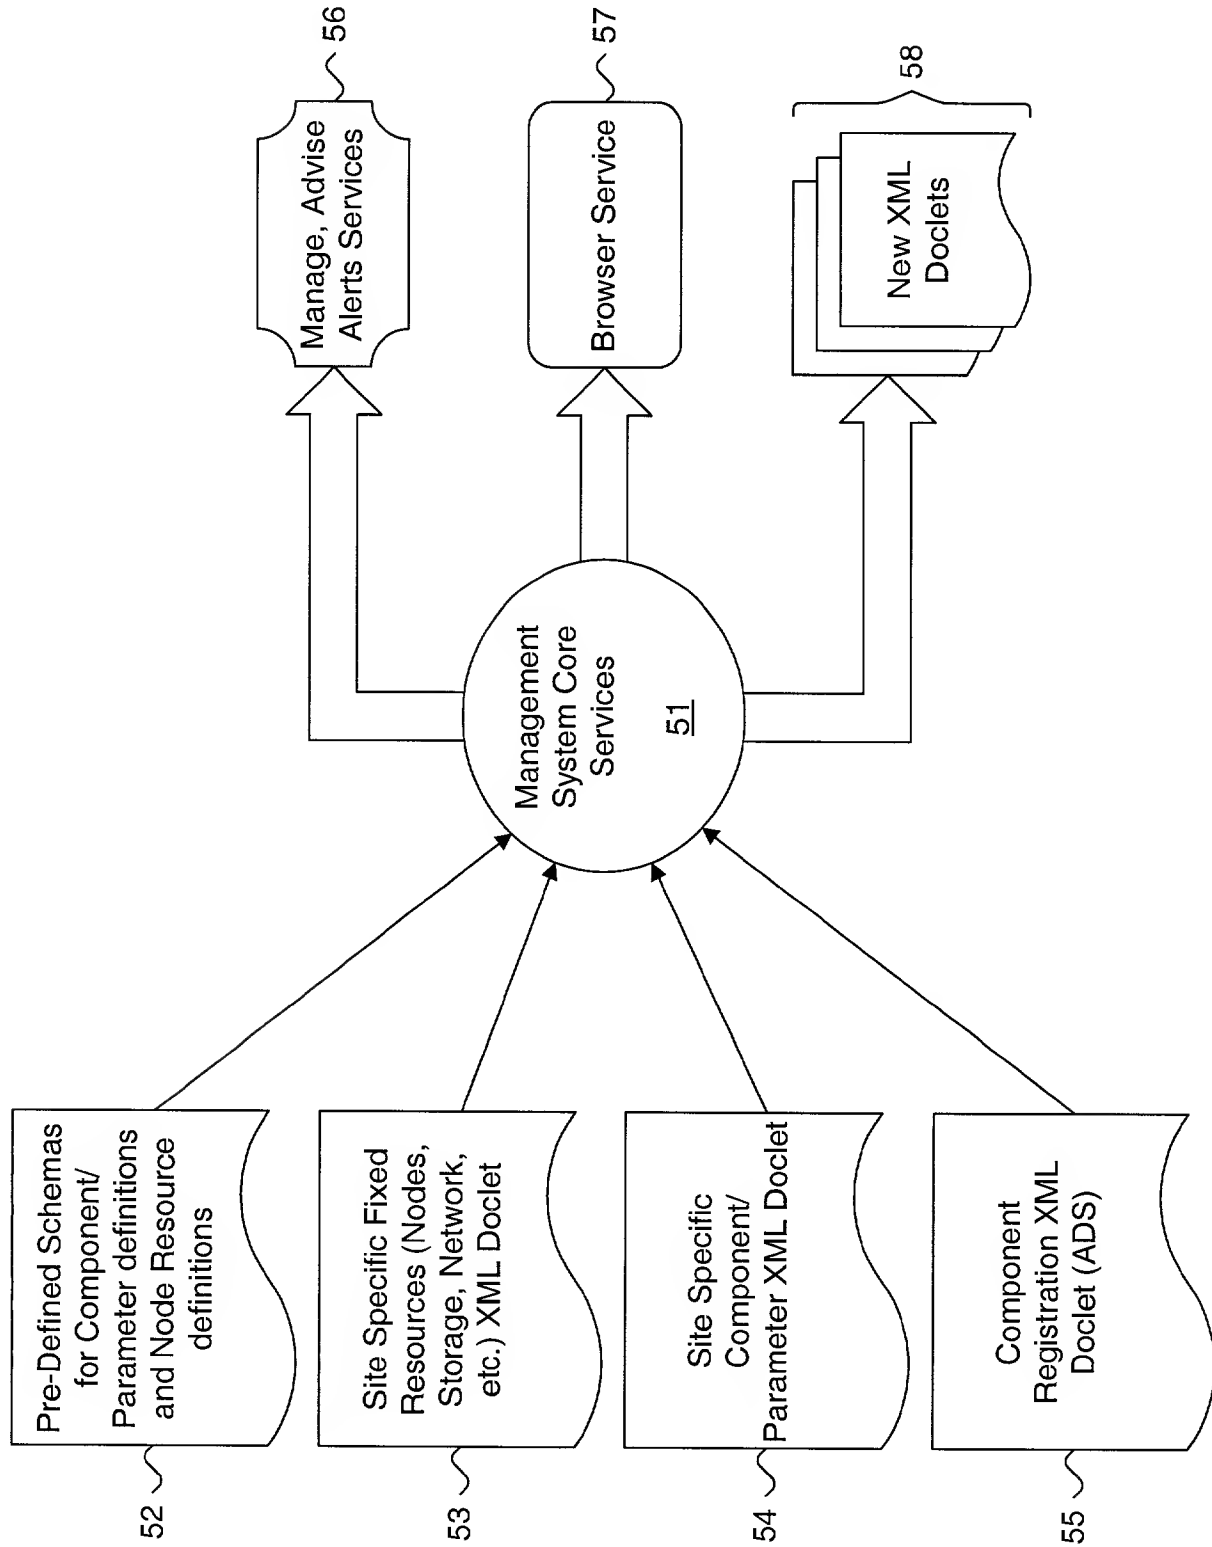 52
Pre-Defined Schemas
for Component/
Parameter definitions
and Node Resource
definitions
53
Site Specific Fixed
Resources (Nodes,
Storage, Network,
etc.) XML Doclet
54
Site Specific
Component/
Parameter XML Doclet
55
Component
Registration XML
Doclet (ADS)
Management
System Core
Services
51
Manage, Advise
Alerts Services
56
Browser Service
57
New XML
Doclets
58